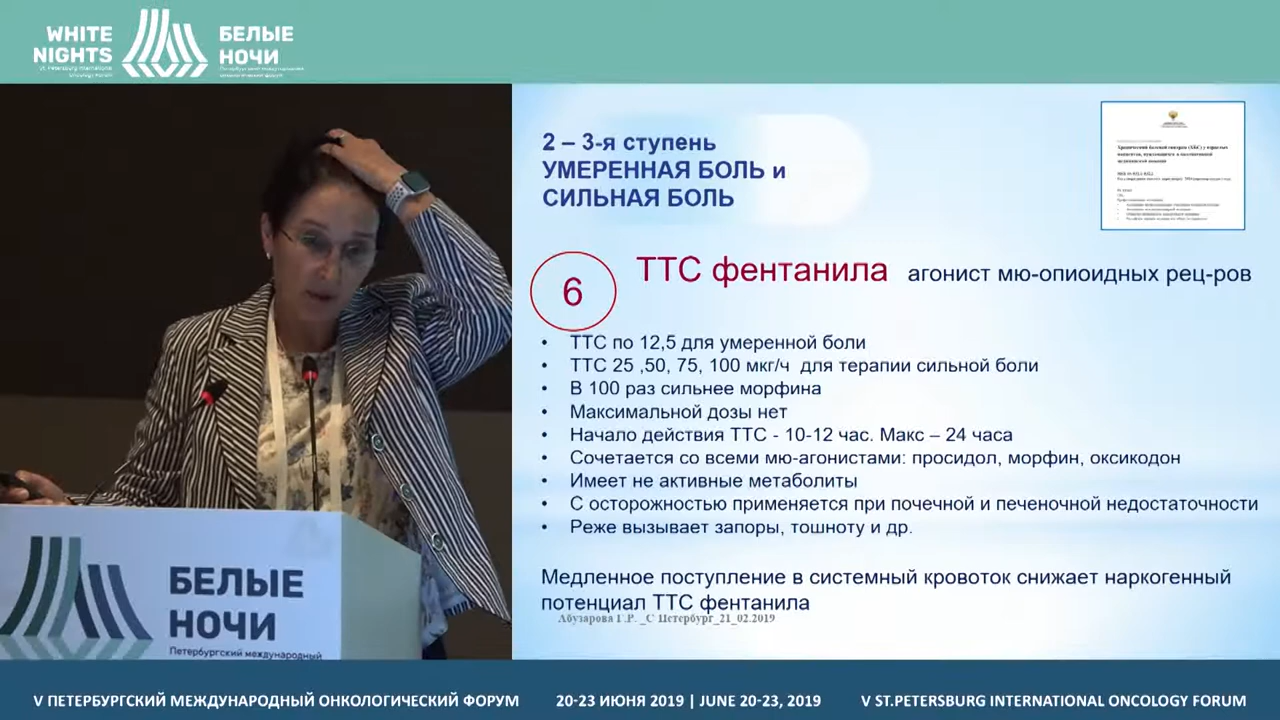 WHITE
NIGHTS
БЕЛЫЕ
НОЧИ
2 – 3-я ступень
УМЕРЕННАЯ БОЛЬ и
СИЛЬНАЯ БОЛЬ
6
ТТС фентанила агонист мю-опиоидных рец-ров
• ТТС по 12,5 для умеренной боли
• ТТС 25 ,50, 75, 100 мкг/ч для терапии сильной боли
• В 100 раз сильнее морфина
• Максимальной дозы нет
• Начало действия ТТС - 10-12 час. Макс – 24 часа
• Сочетается со всеми мю-агонистами: просидол, морфин, оксикодон
• Имеет не активные метаболиты
• С осторожностью применяется при почечной и печеночной недостаточности
• Реже вызывает запоры, тошноту и др.
Медленное поступление в системный кровоток снижает наркогенный
потенциал ТТС фентанила
Абузарова Г.Р. _С Петербург_21_02.2019
БЕЛЫЕ
НОЧИ
Петербургский международный
V ПЕТЕРБУРГСКИЙ МЕЖДУНАРОДНЫЙ ОНКОЛОГИЧЕСКИЙ ФОРУМ 20-23 ИЮНЯ 2019 | JUNE 20-23, 2019 V ST.PETERSBURG INTERNATIONAL ONCOLOGY FORUM